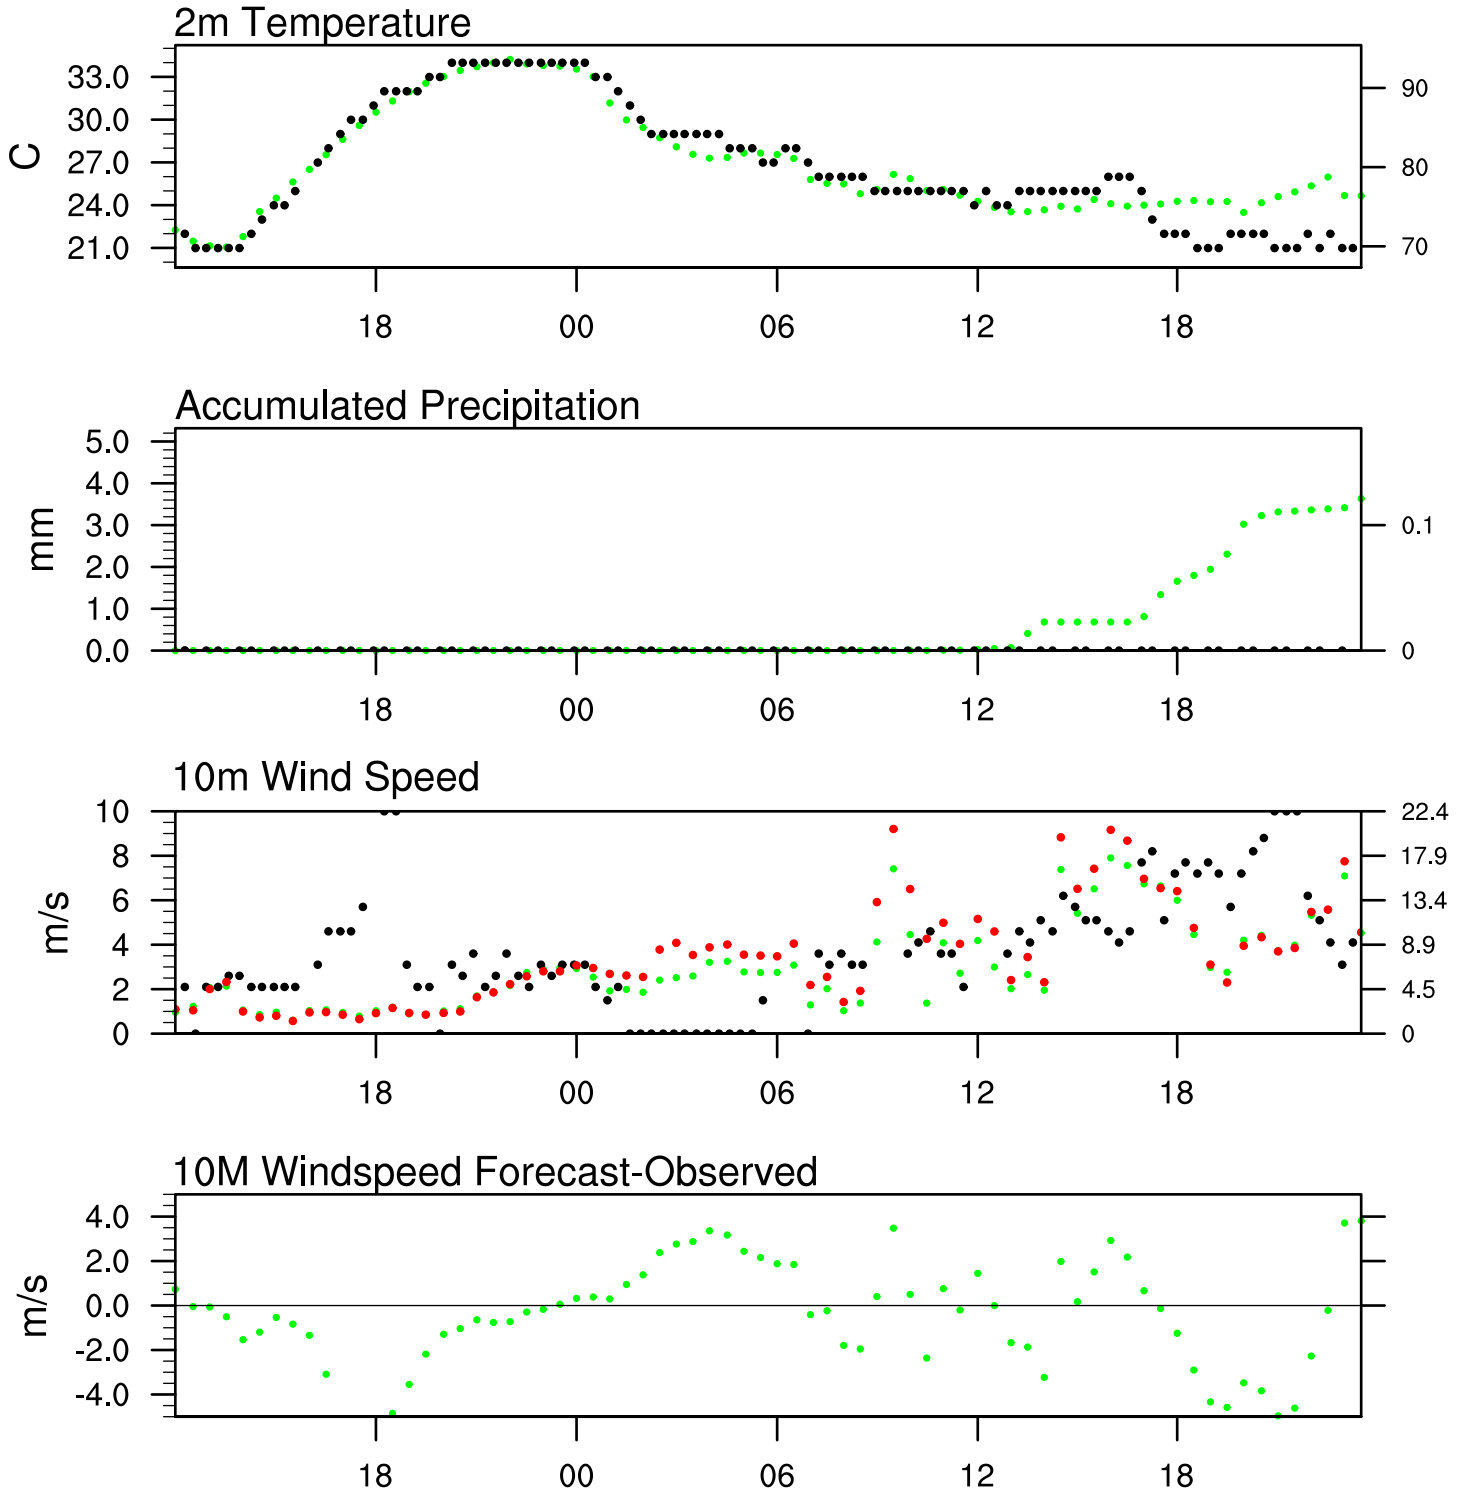 2m Temperature
33.0
30.0
27.0
24.0
21.0
C
90
80
70
18 00 06 12 18
Accumulated Precipitation
5.0
4.0
3.0
2.0
1.0
0.0
mm
0.1
0
18 00 06 12 18
10m Wind Speed
10
8
6
4
2
0
m/s
22.4
17.9
13.4
8.9
4.5
0
18 00 06 12 18
10M Windspeed Forecast-Observed
4.0
2.0
0.0
-2.0
-4.0
m/s
18 00 06 12 18